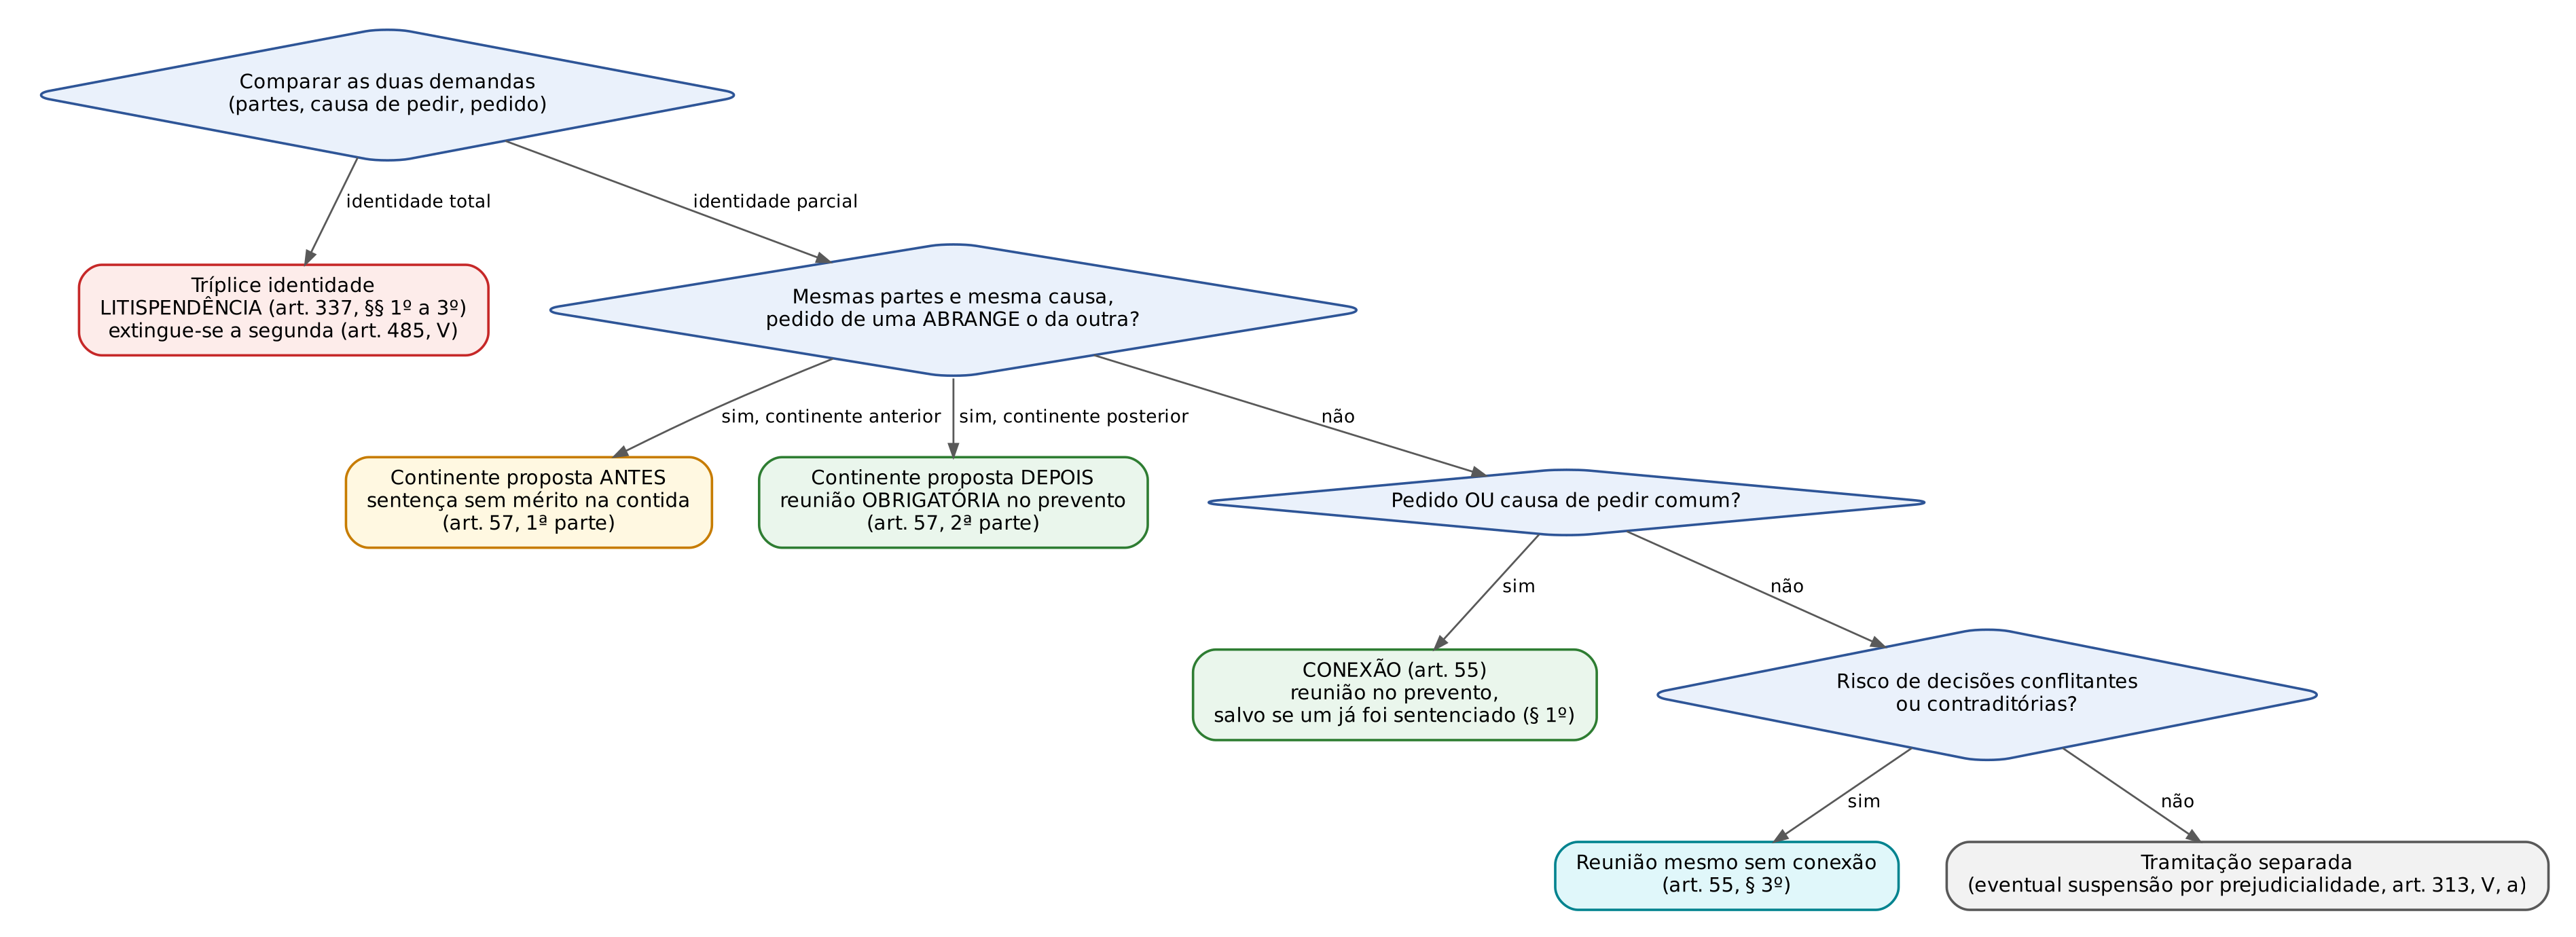 Comparar as duas demandas
(partes, causa de pedir, pedido)
identidade total
identidade parcial
Tríplice identidade
LITISPENDÊNCIA (art. 337, §§ 1º a 3º)
extingue-se a segunda (art. 485, V)
Mesmas partes e mesma causa,
pedido de uma ABRANGE o da outra?
sim, continente anterior
sim, continente posterior
não
Continente proposta ANTES
sentença sem mérito na contida
(art. 57, 1ª parte)
Continente proposta DEPOIS
reunião OBRIGATÓRIA no prevento
(art. 57, 2ª parte)
Pedido OU causa de pedir comum?
sim
não
CONEXÃO (art. 55)
reunião no prevento,
salvo se um já foi sentenciado (§ 1º)
Risco de decisões conflitantes
ou contraditórias?
sim
não
Reunião mesmo sem conexão
(art. 55, § 3º)
Tramitação separada
(eventual suspensão por prejudicialidade, art. 313, V, a)